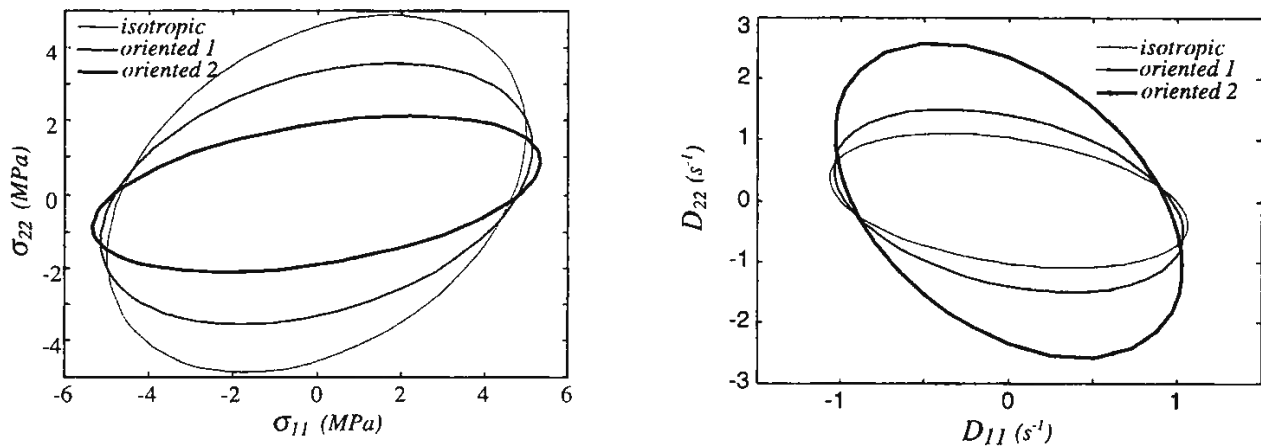 isotropic
oriented 1
oriented 2
4
2
0
-2
-4
σ22 (MPa)
-6
-4
-2
0
2
4
6
σ11 (MPa)
isotropic
oriented 1
oriented 2
3
2
1
0
-1
-2
-3
D22 (s-1)
-1
0
1
D11 (s-1)